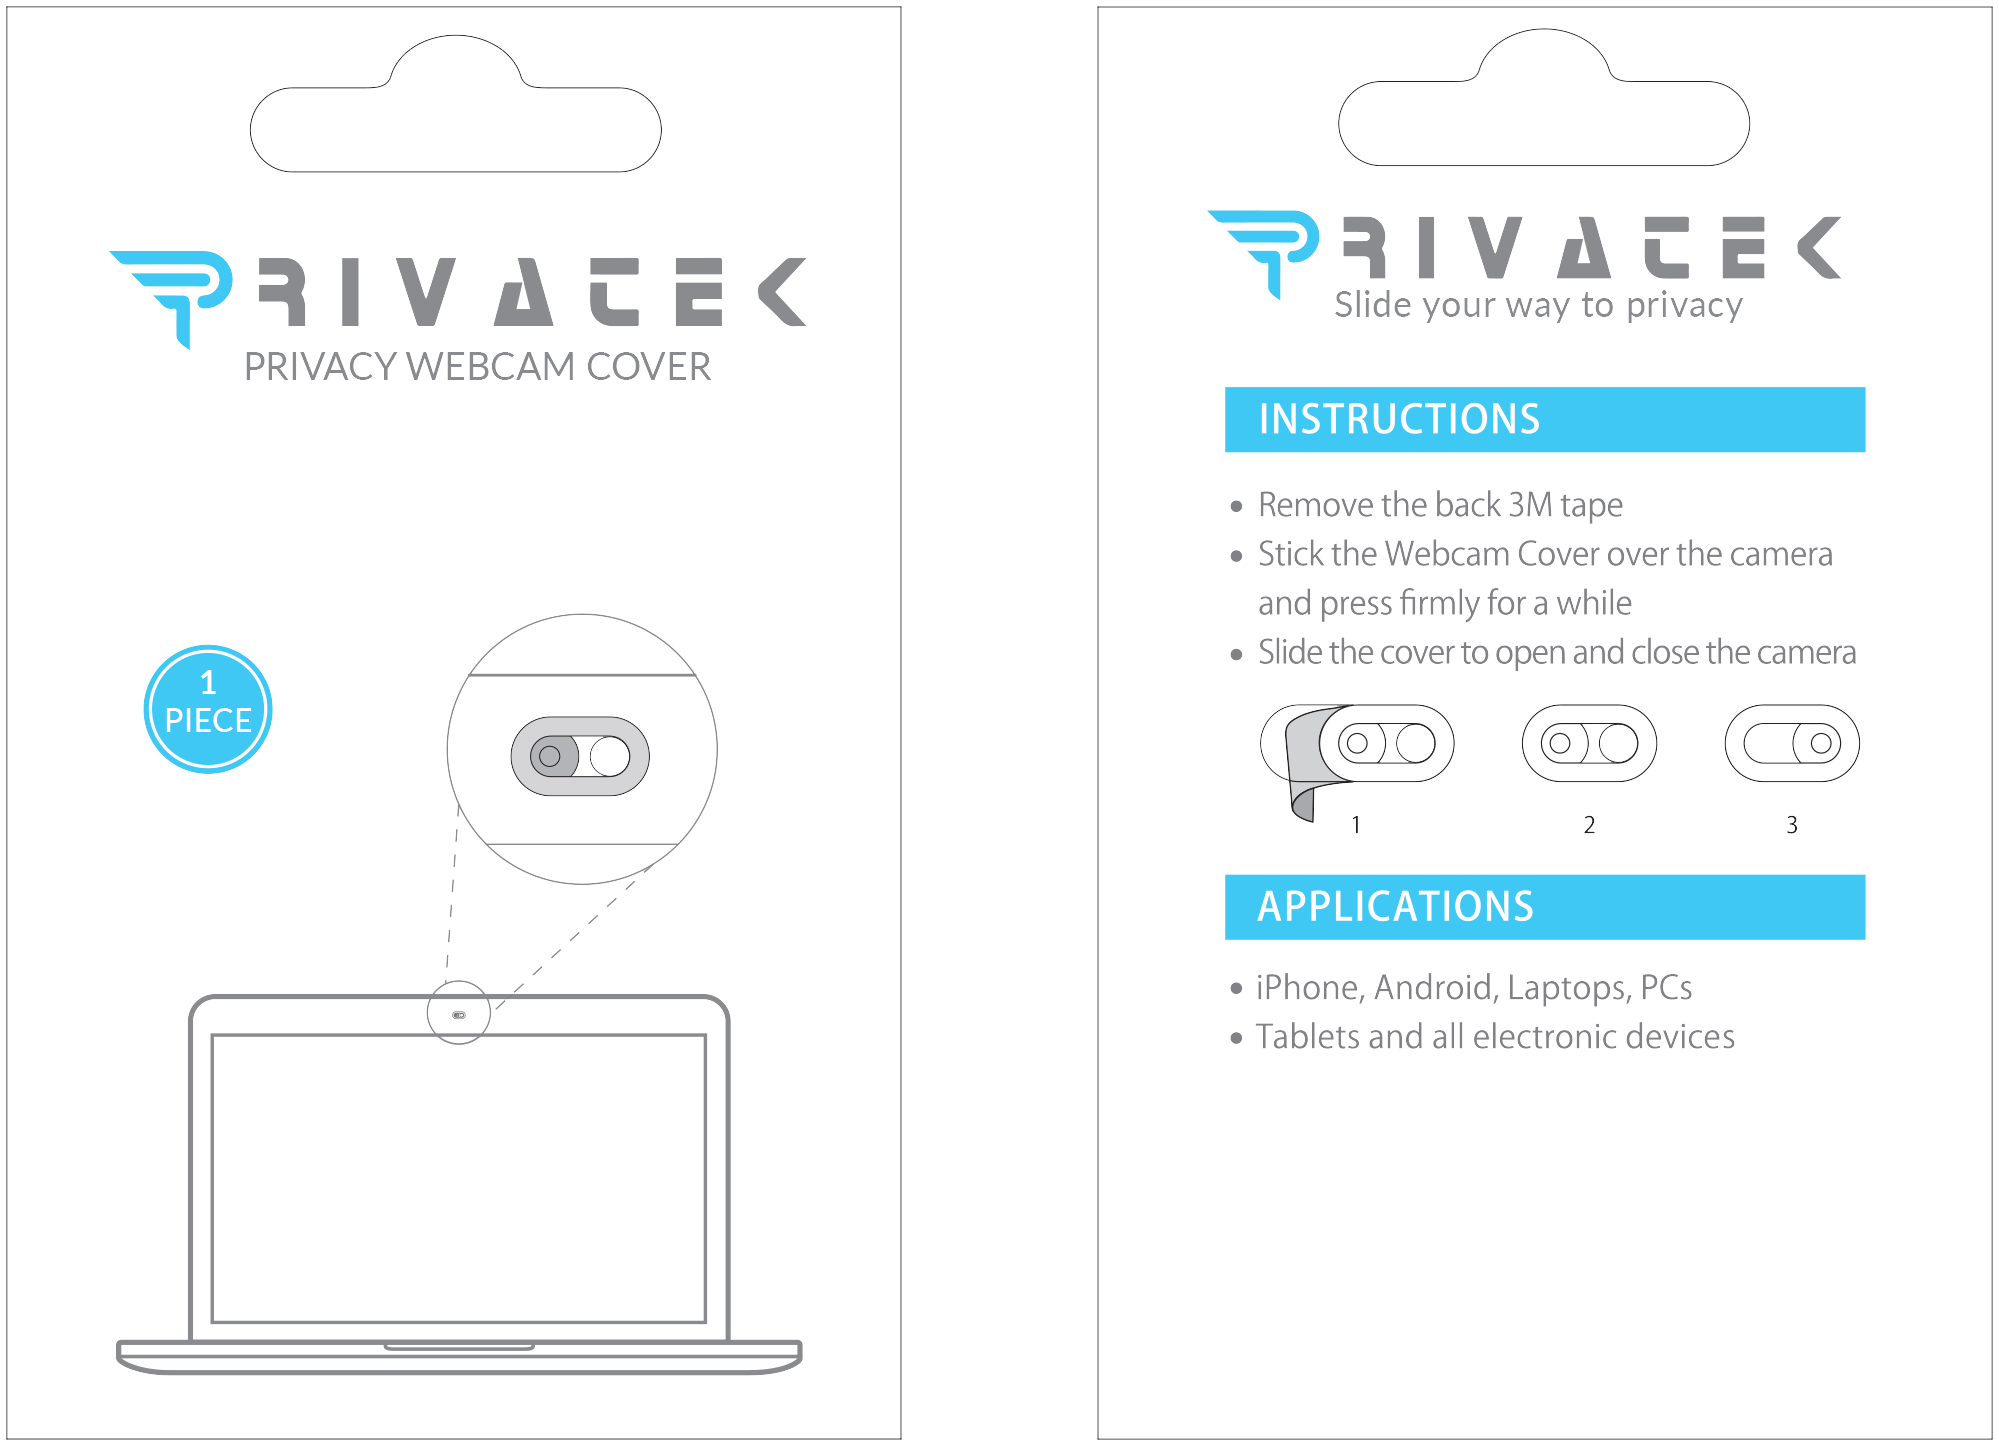 PRIVATEK
PRIVACY WEBCAM COVER
1
PIECE
PRIVATEK
Slide your way to privacy
INSTRUCTIONS
• Remove the back 3M tape
• Stick the Webcam Cover over the camera
and press firmly for a while
• Slide the cover to open and close the camera
1 2 3
APPLICATIONS
• iPhone, Android, Laptops, PCs
• Tablets and all electronic devices